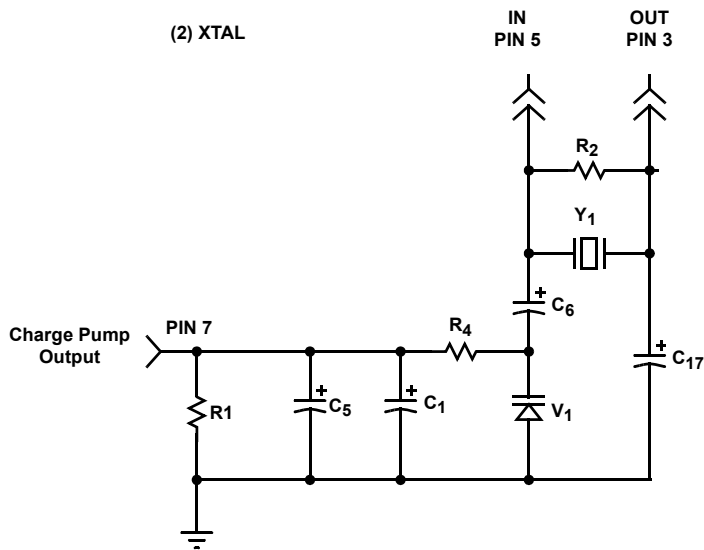 (2) XTAL
IN
PIN 5
OUT
PIN 3
R2
Y1
+
C6
Charge Pump
Output
PIN 7
R4
+
C17
R1
+
C5
+
C1
V1